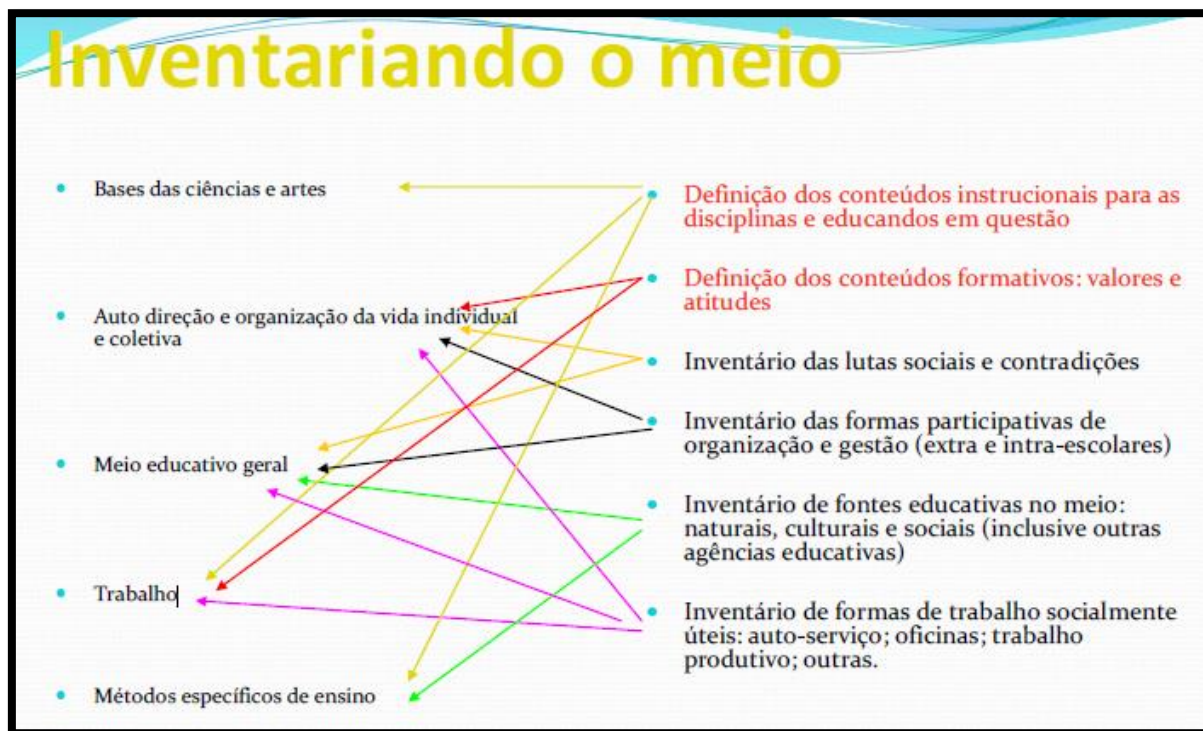 Inventariando o meio
Bases das ciências e artes
Auto direção e organização da vida individual
e coletiva
Meio educativo geral
Trabalho
Métodos específicos de ensino
Definição dos conteúdos instrucionais para as
disciplinas e educandos em questão
Definição dos conteúdos formativos: valores e
atitudes
Inventário das lutas sociais e contradições
Inventário das formas participativas de
organização e gestão (extra e intra-escolares)
Inventário de fontes educativas no meio:
naturais, culturais e sociais (inclusive outras
agências educativas)
Inventário de formas de trabalho socialmente
úteis: auto-serviço; oficinas; trabalho
produtivo; outras.